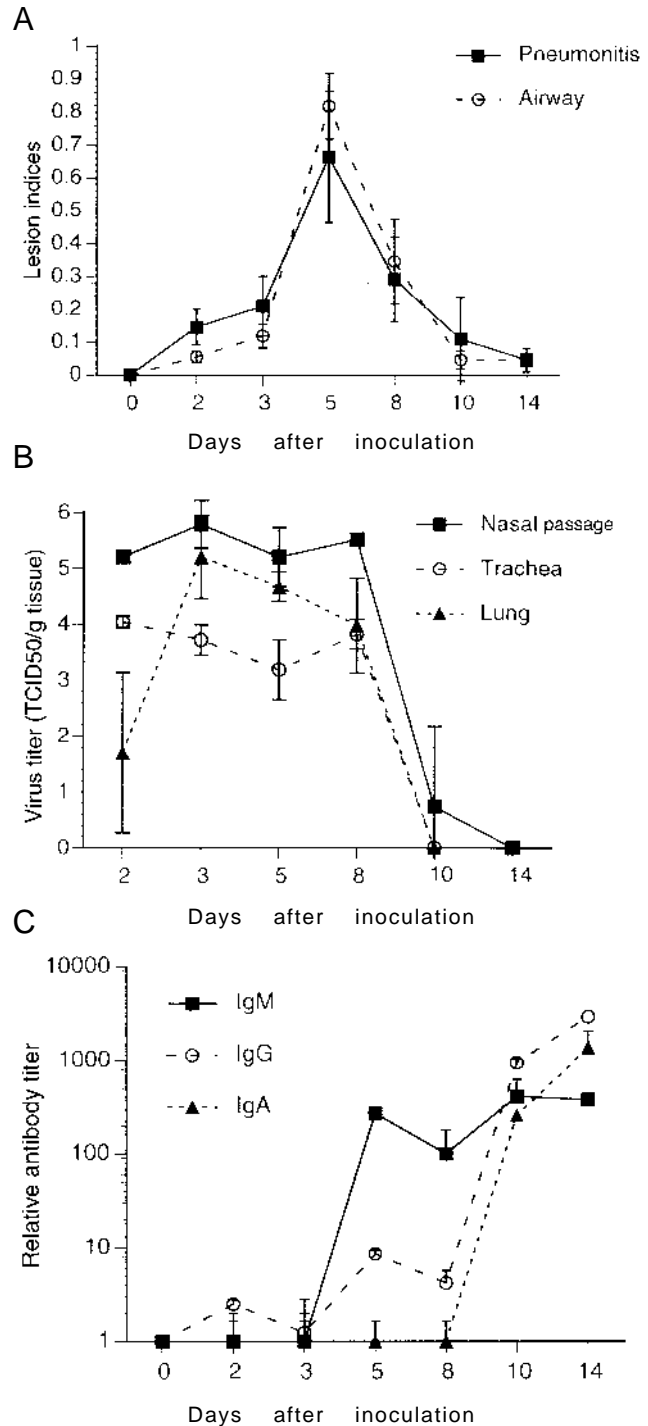 A
Lesion indices
1
0.9
0.8
0.7
0.6
0.5
0.4
0.3
0.2
0.1
0
0 2 3 5 8 10 14
Days after inoculation
Pneumonitis
Airway
B
Virus titer (TCID50/g tissue)
6
5
4
3
2
1
0
2 3 5 8 10 14
Days after inoculation
Nasal passage
Trachea
Lung
C
Relative antibody titer
10000
1000
100
10
1
0 2 3 5 8 10 14
Days after inoculation
IgM
IgG
IgA